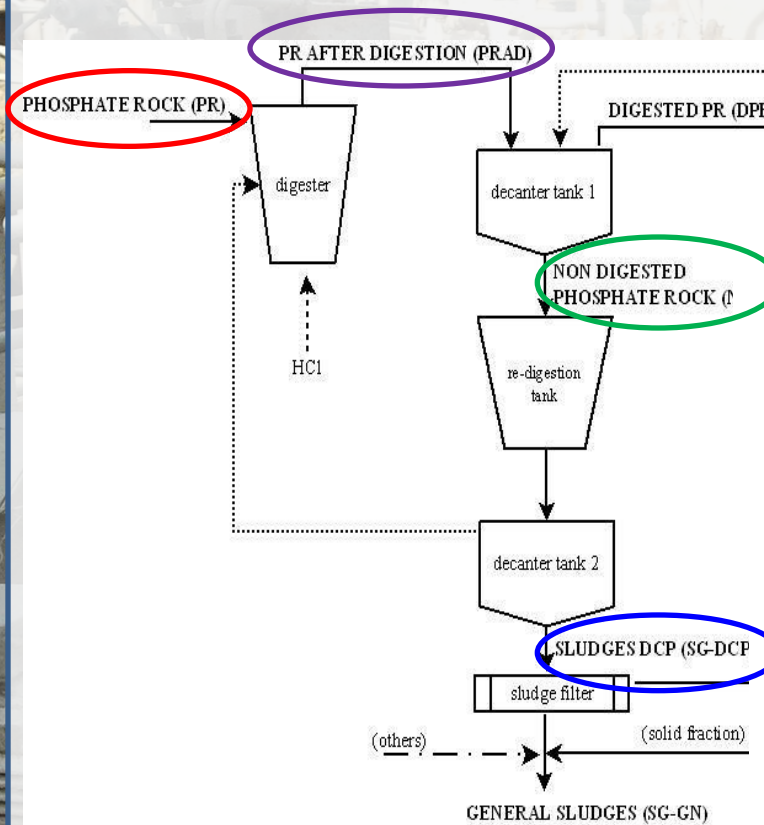 PR AFTER DIGESTION (PRAD)
PHOSPHATE ROCK (PR)
DIGESTED PR (DPR
digester
decanter tank 1
NON DIGESTED
PHOSPHATE ROCK (N
HCl
re-digestion
tank
decanter tank 2
SLUDGES DCP (SG-DCP
sludge filter
(others)
(solid fraction)
GENERAL SLUDGES (SG-GN)